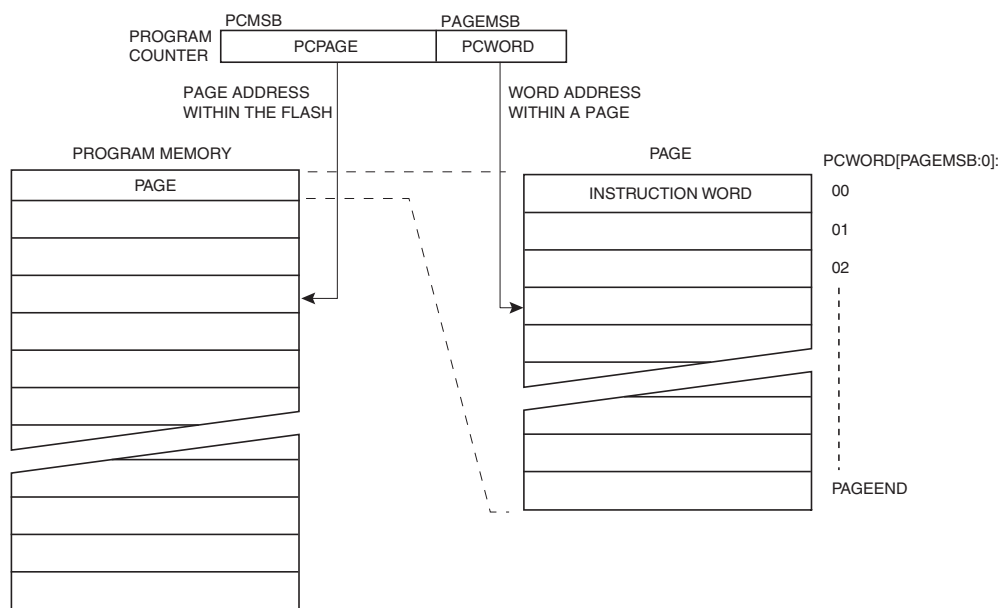 PCMSB
PAGEMSB
PROGRAM
COUNTER
PCPAGE
PCWORD
PAGE ADDRESS
WITHIN THE FLASH
WORD ADDRESS
WITHIN A PAGE
PROGRAM MEMORY
PAGE
PCWORD[PAGEMSB:0]:
PAGE
INSTRUCTION WORD
00
01
02
PAGEEND